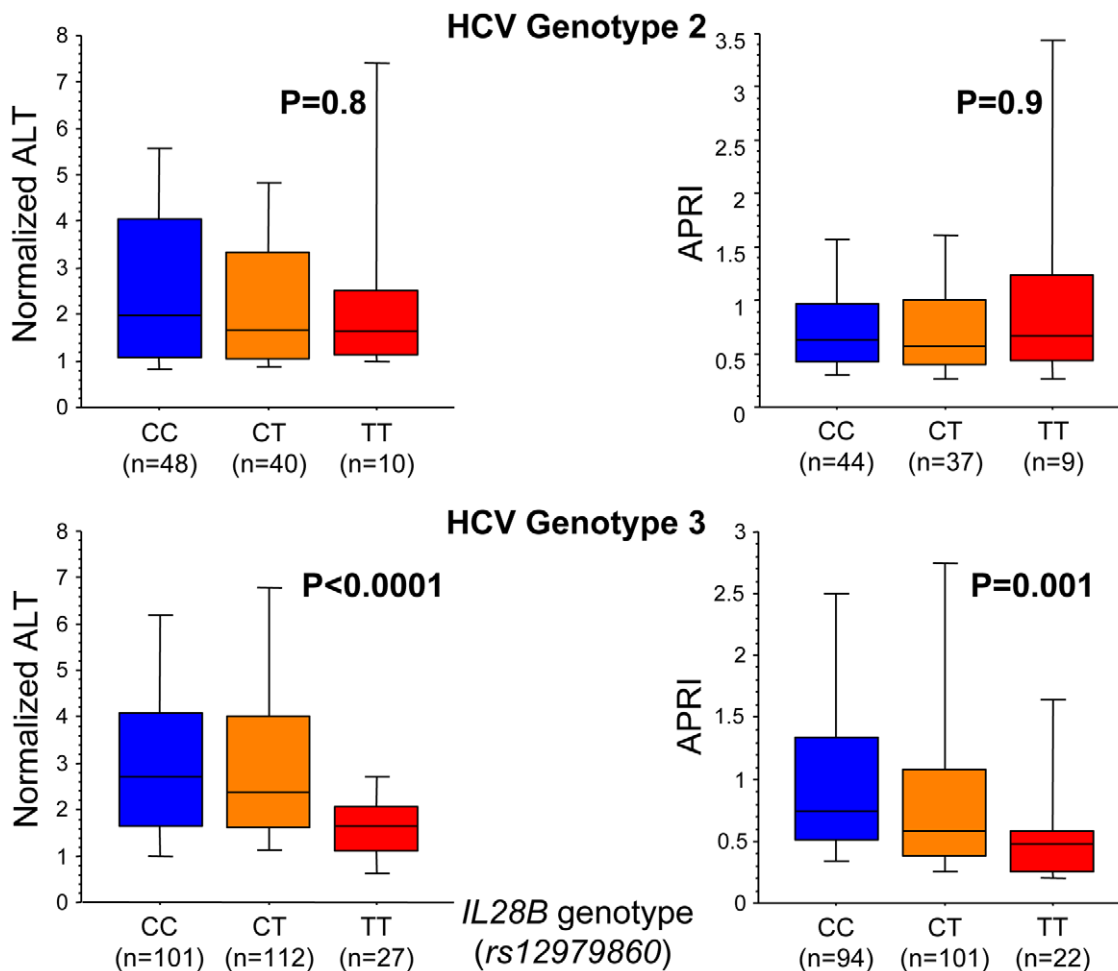 HCV Genotype 2
8
7
6
5
4
3
2
1
0
Normalized ALT
P=0.8
CC
(n=48)
CT
(n=40)
TT
(n=10)
3.5
3
2.5
2
1.5
1
0.5
0
APRI
P=0.9
CC
(n=44)
CT
(n=37)
TT
(n=9)
HCV Genotype 3
8
7
6
5
4
3
2
1
0
Normalized ALT
P<0.0001
CC
(n=101)
CT
(n=112)
TT
(n=27)
IL28B genotype
(rs12979860)
3
2.5
2
1.5
1
0.5
0
APRI
P=0.001
CC
(n=94)
CT
(n=101)
TT
(n=22)